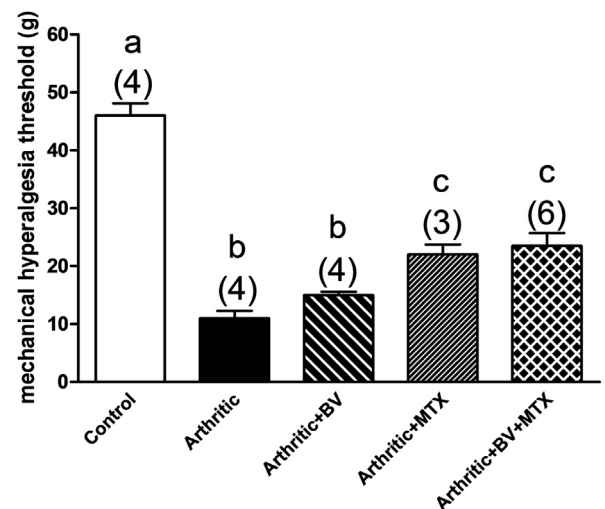 mechanical hyperalgesia threshold (g)
60
50
40
30
20
10
0
a
(4)
b
(4)
b
(4)
c
(3)
c
(6)
Control
Arthritic
Arthritic+BV
Arthritic+MTX
Arthritic+BV+MTX